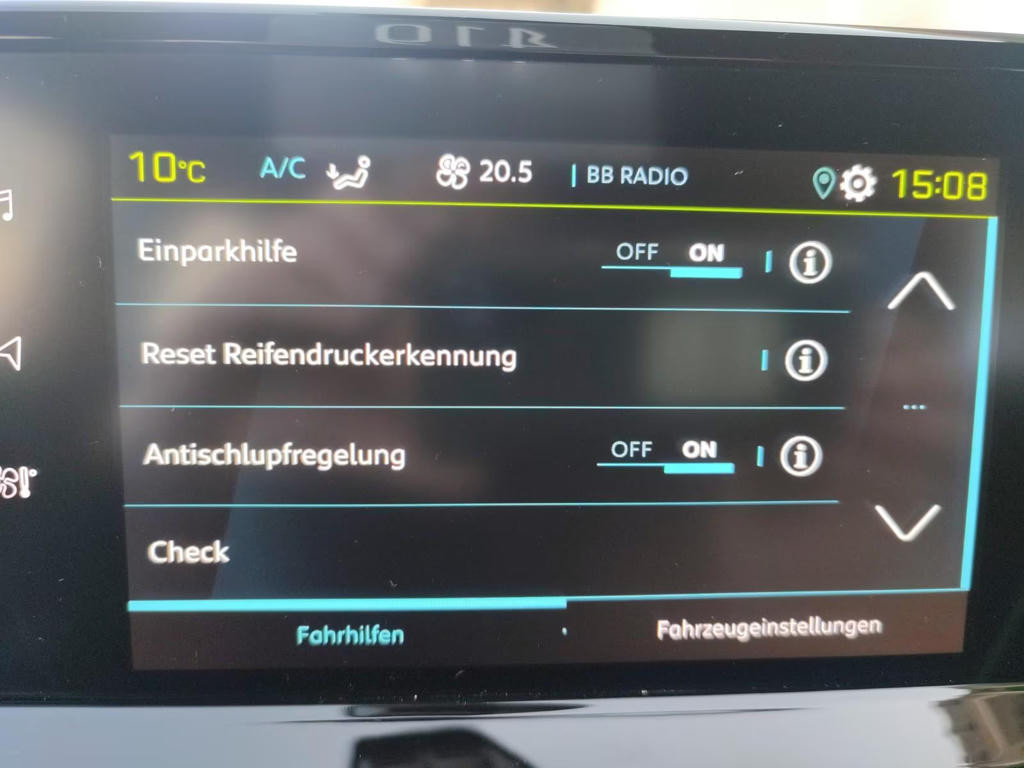 10°C A/C 20.5 BB RADIO 15:08
Einparkhilfe OFF ON i
Reset Reifendruckerkennung i
Antischlupfregelung OFF ON i
Check
Fahrhilfen Fahrzeugeinstellungen